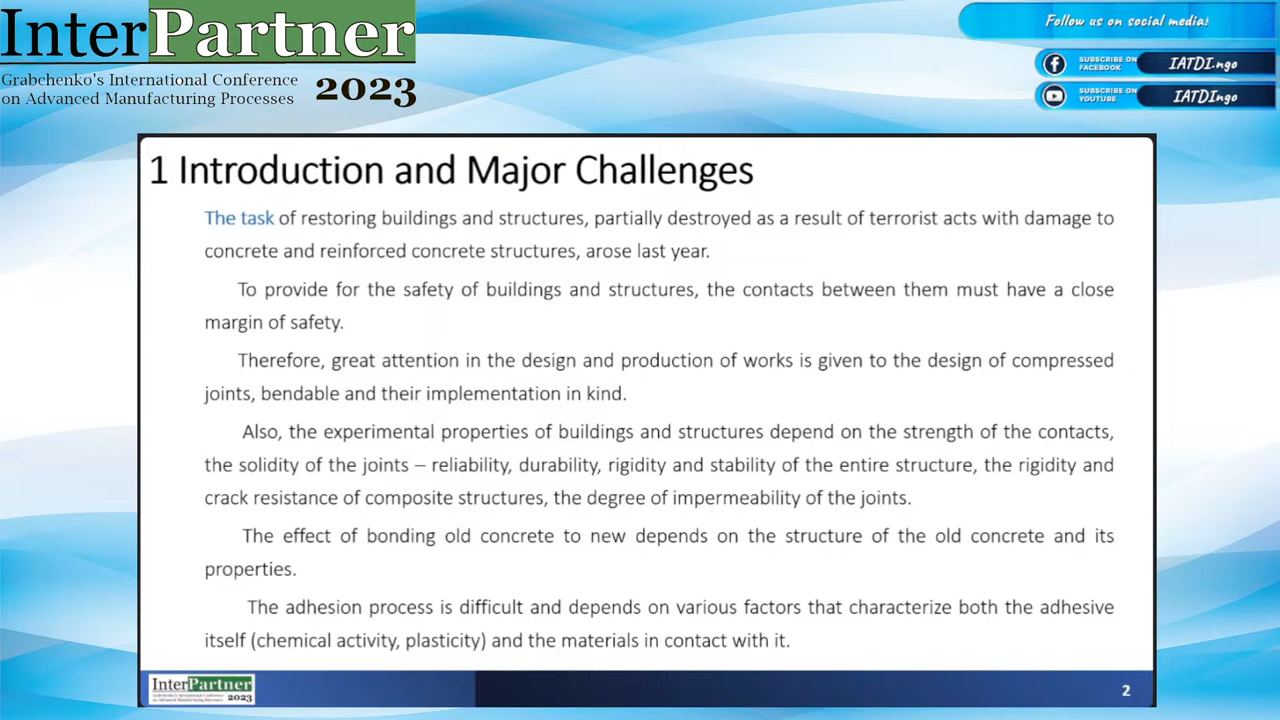 InterPartner
Grabchenko's International Conference
on Advanced Manufacturing Processes
2023
Follow us on social media!
SUBSCRIBE ON
FACEBOOK
IATDI.ngo
SUBSCRIBE ON
YOUTUBE
IATDIngo
1 Introduction and Major Challenges
The task of restoring buildings and structures, partially destroyed as a result of terrorist acts with damage to
concrete and reinforced concrete structures, arose last year.
To provide for the safety of buildings and structures, the contacts between them must have a close
margin of safety.
Therefore, great attention in the design and production of works is given to the design of compressed
joints, bendable and their implementation in kind.
Also, the experimental properties of buildings and structures depend on the strength of the contacts,
the solidity of the joints – reliability, durability, rigidity and stability of the entire structure, the rigidity and
crack resistance of composite structures, the degree of impermeability of the joints.
The effect of bonding old concrete to new depends on the structure of the old concrete and its
properties.
The adhesion process is difficult and depends on various factors that characterize both the adhesive
itself (chemical activity, plasticity) and the materials in contact with it.
InterPartner
Grabchenko's International Conference
on Advanced Manufacturing Processes
2023
2